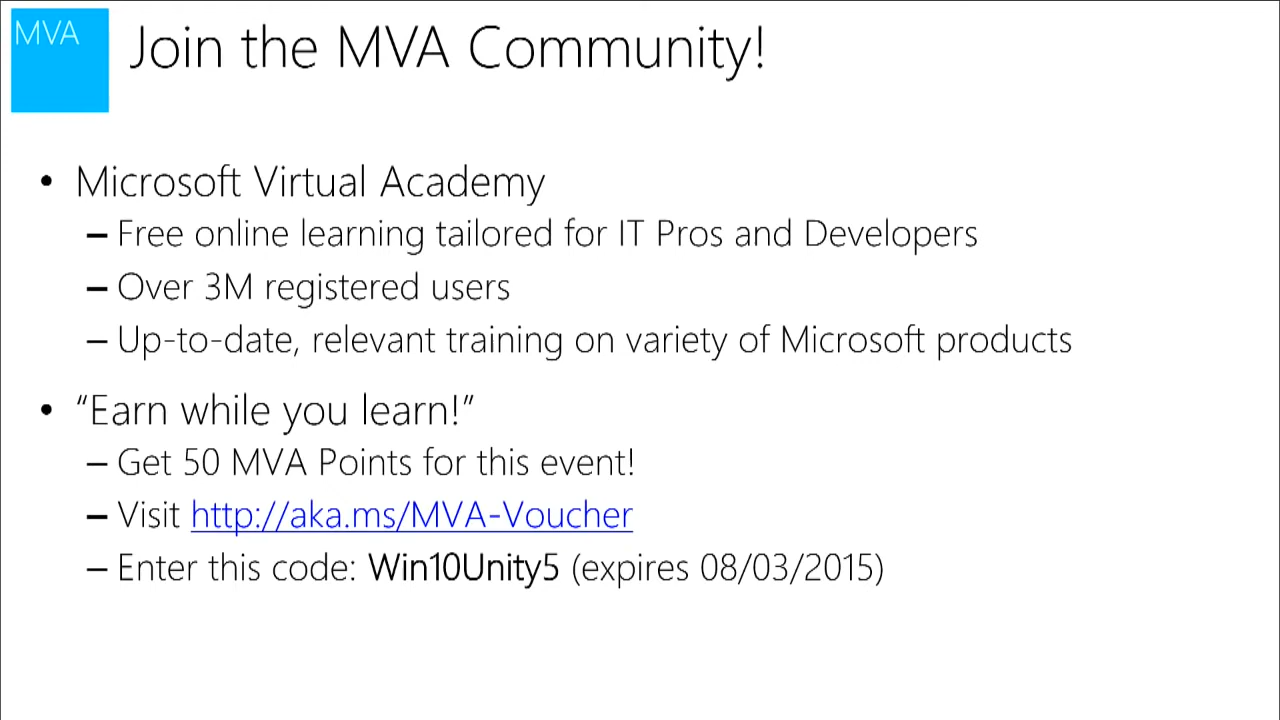 MVA
Join the MVA Community!
• Microsoft Virtual Academy
– Free online learning tailored for IT Pros and Developers
– Over 3M registered users
– Up-to-date, relevant training on variety of Microsoft products
• “Earn while you learn!”
– Get 50 MVA Points for this event!
– Visit http://aka.ms/MVA-Voucher
– Enter this code: Win10Unity5 (expires 08/03/2015)